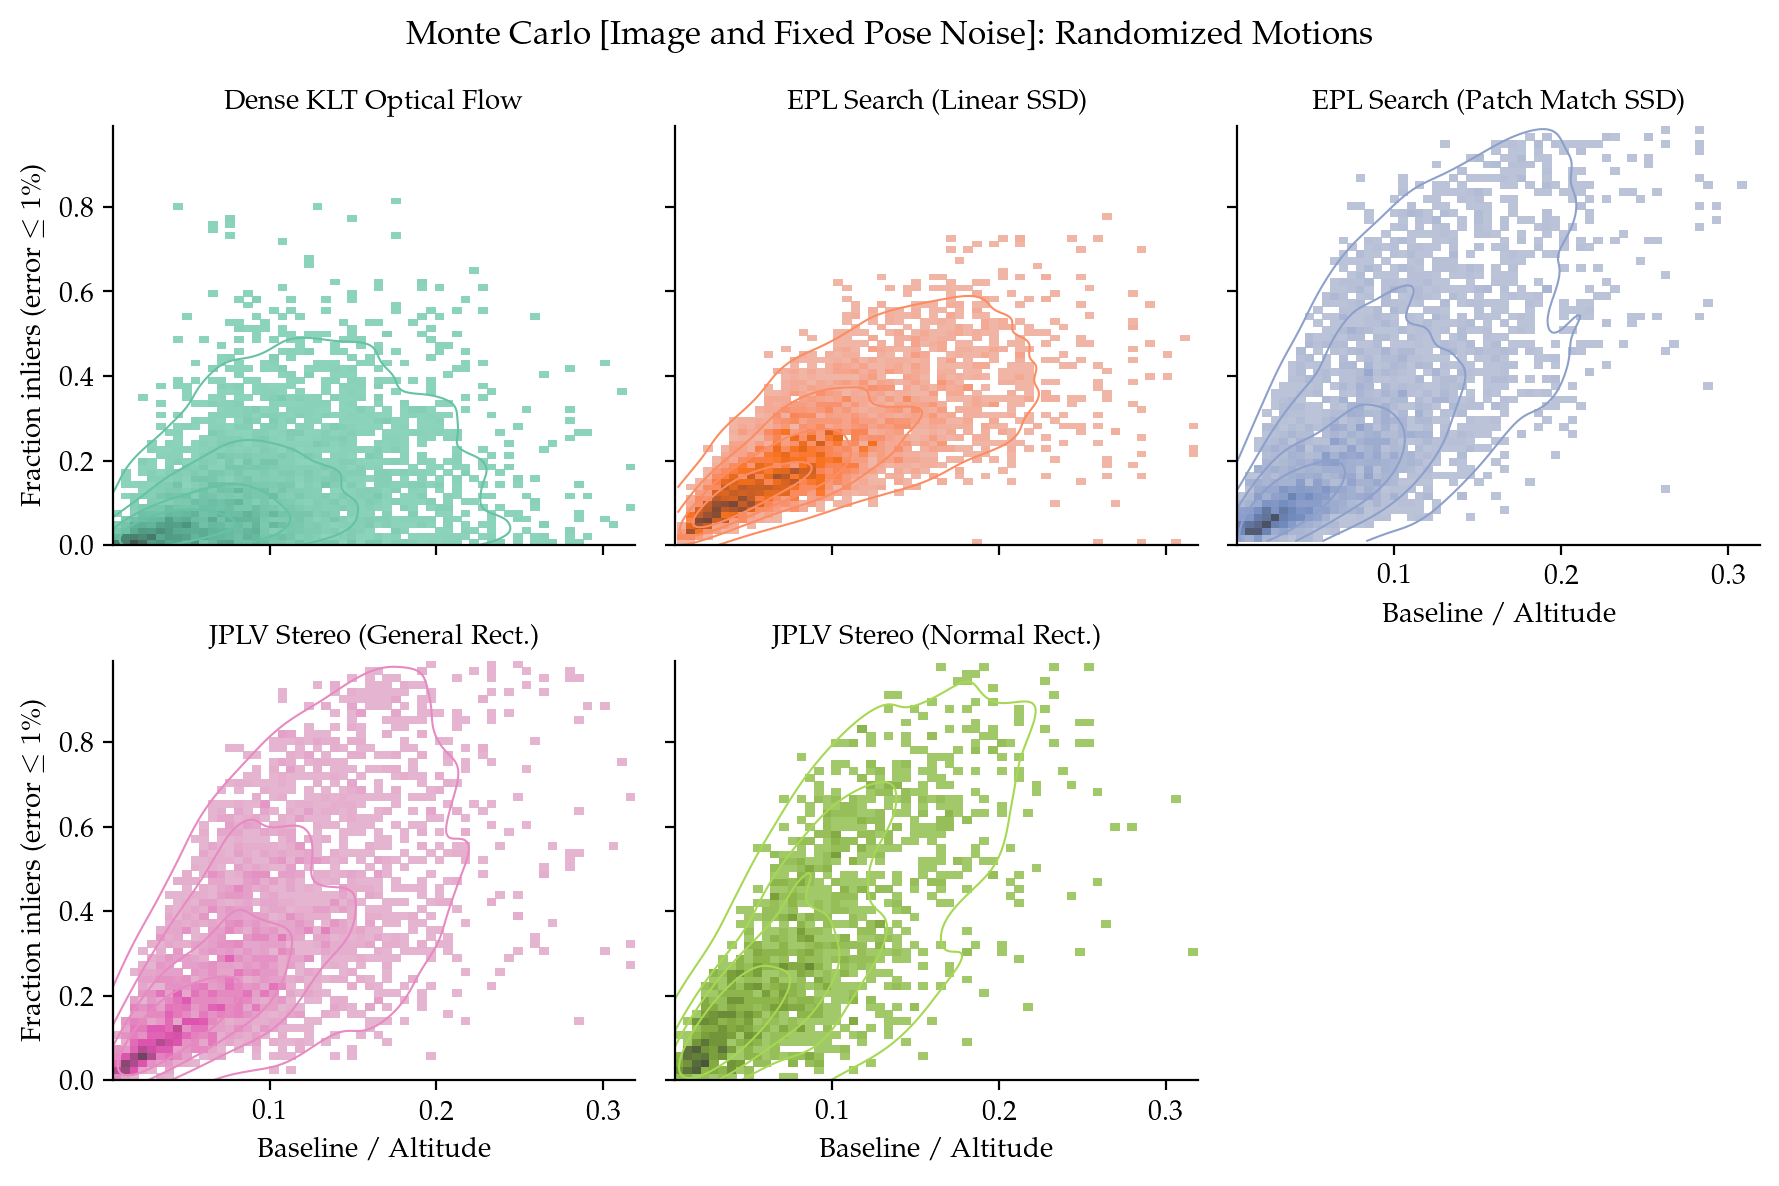 Monte Carlo [Image and Fixed Pose Noise]: Randomized Motions
Dense KLT Optical Flow
EPL Search (Linear SSD)
EPL Search (Patch Match SSD)
Fraction inliers (error ≤ 1%)
0.8
0.6
0.4
0.2
0.0
0.1
0.2
0.3
Baseline / Altitude
JPLV Stereo (General Rect.)
JPLV Stereo (Normal Rect.)
Fraction inliers (error ≤ 1%)
0.8
0.6
0.4
0.2
0.0
0.1
0.2
0.3
Baseline / Altitude
0.1
0.2
0.3
Baseline / Altitude